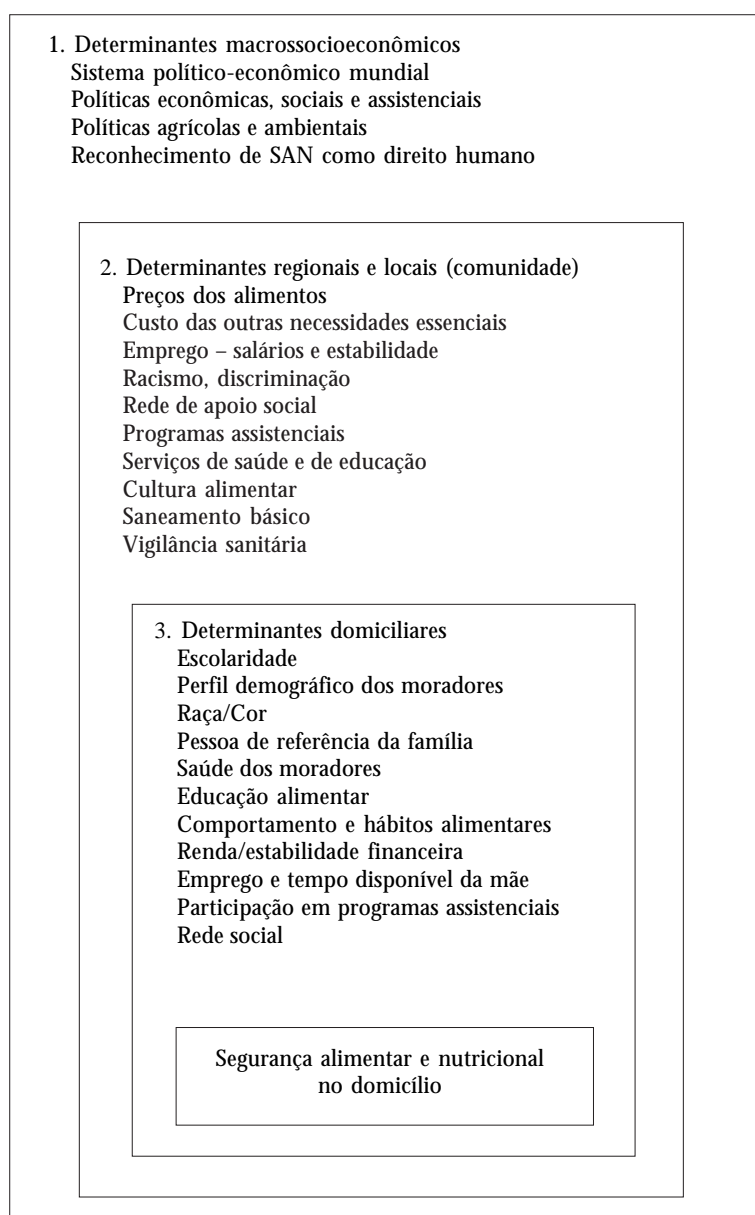 1. Determinantes macrossocioeconômicos
Sistema político-econômico mundial
Políticas econômicas, sociais e assistenciais
Políticas agrícolas e ambientais
Reconhecimento de SAN como direito humano
2. Determinantes regionais e locais (comunidade)
Preços dos alimentos
Custo das outras necessidades essenciais
Emprego – salários e estabilidade
Racismo, discriminação
Rede de apoio social
Programas assistenciais
Serviços de saúde e de educação
Cultura alimentar
Saneamento básico
Vigilância sanitária
3. Determinantes domiciliares
Escolaridade
Perfil demográfico dos moradores
Raça/Cor
Pessoa de referência da família
Saúde dos moradores
Educação alimentar
Comportamento e hábitos alimentares
Renda/estabilidade financeira
Emprego e tempo disponível da mãe
Participação em programas assistenciais
Rede social
Segurança alimentar e nutricional
no domicílio